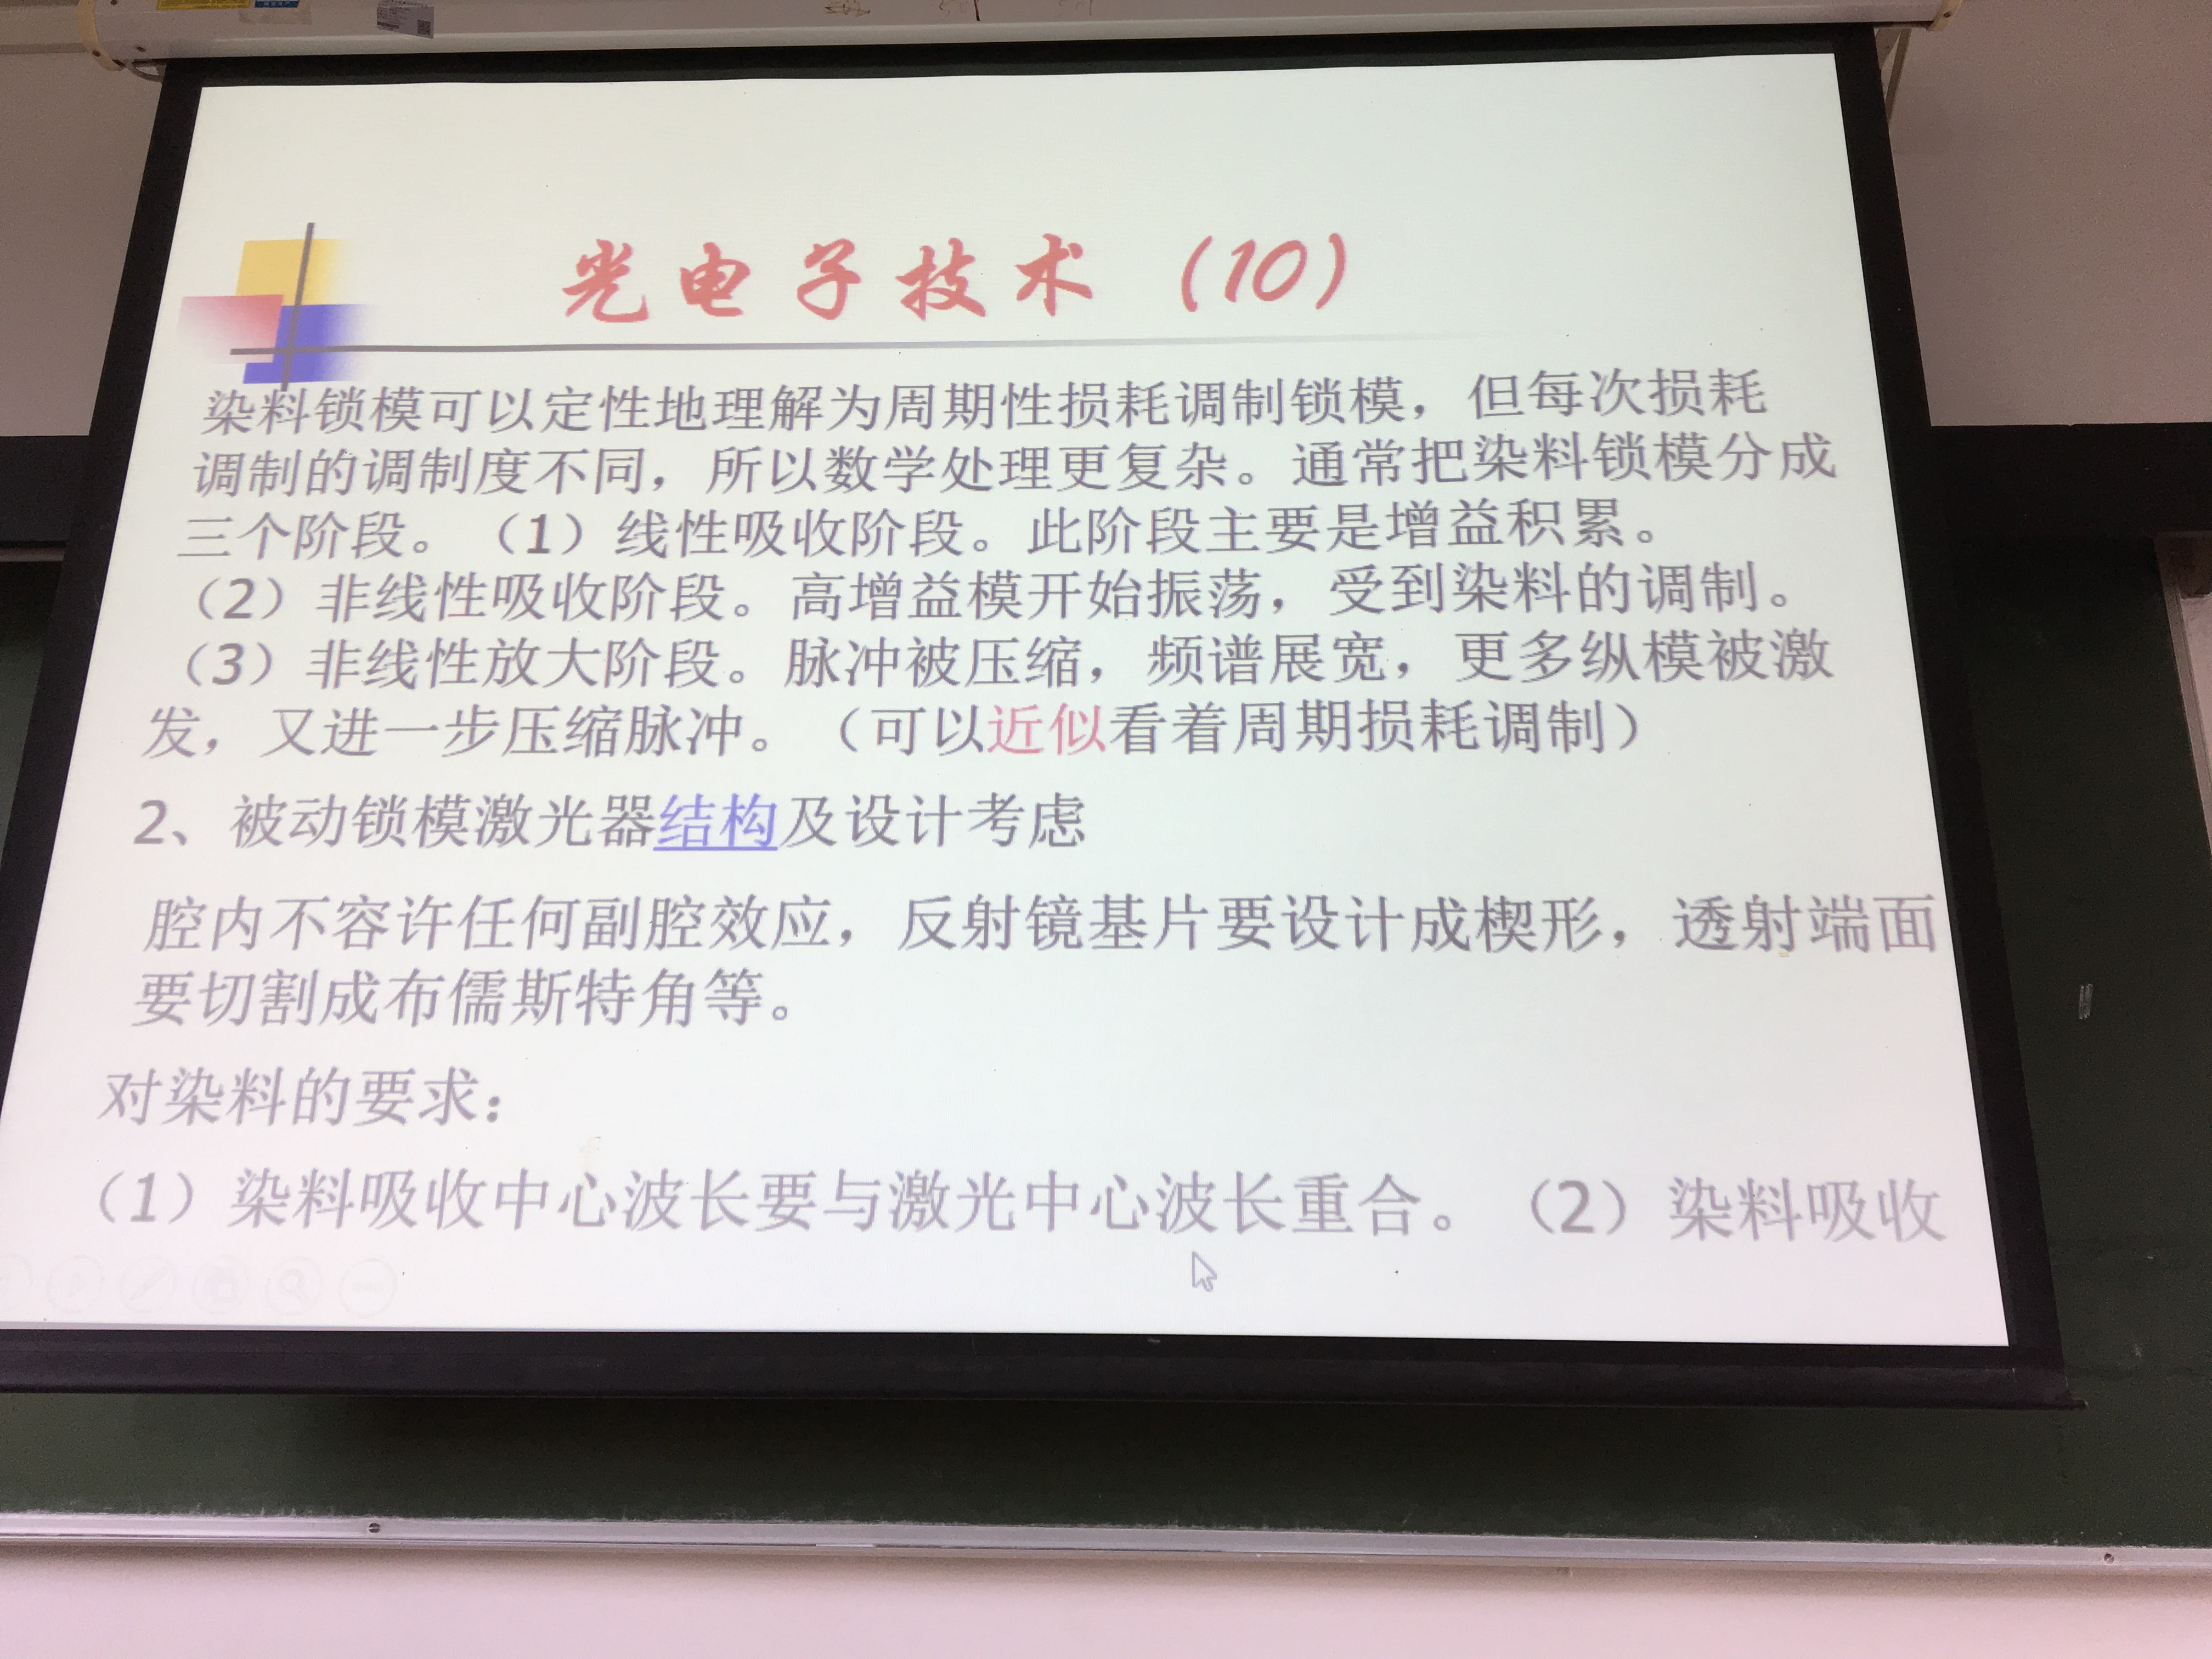 光电子技术（10）
染料锁模可以定性地理解为周期性损耗调制锁模，但每次损耗
调制的调制度不同，所以数学处理更复杂。通常把染料锁模分成
三个阶段。（1）线性吸收阶段。此阶段主要是增益积累。
（2）非线性吸收阶段。高增益模开始振荡，受到染料的调制。
（3）非线性放大阶段。脉冲被压缩，频谱展宽，更多纵模被激
发，又进一步压缩脉冲。（可以近似看着周期损耗调制）
2、被动锁模激光器结构及设计考虑
腔内不容许任何副腔效应，反射镜基片要设计成楔形，透射端面
要切割成布儒斯特角等。
对染料的要求：
（1）染料吸收中心波长要与激光中心波长重合。（2）染料吸收